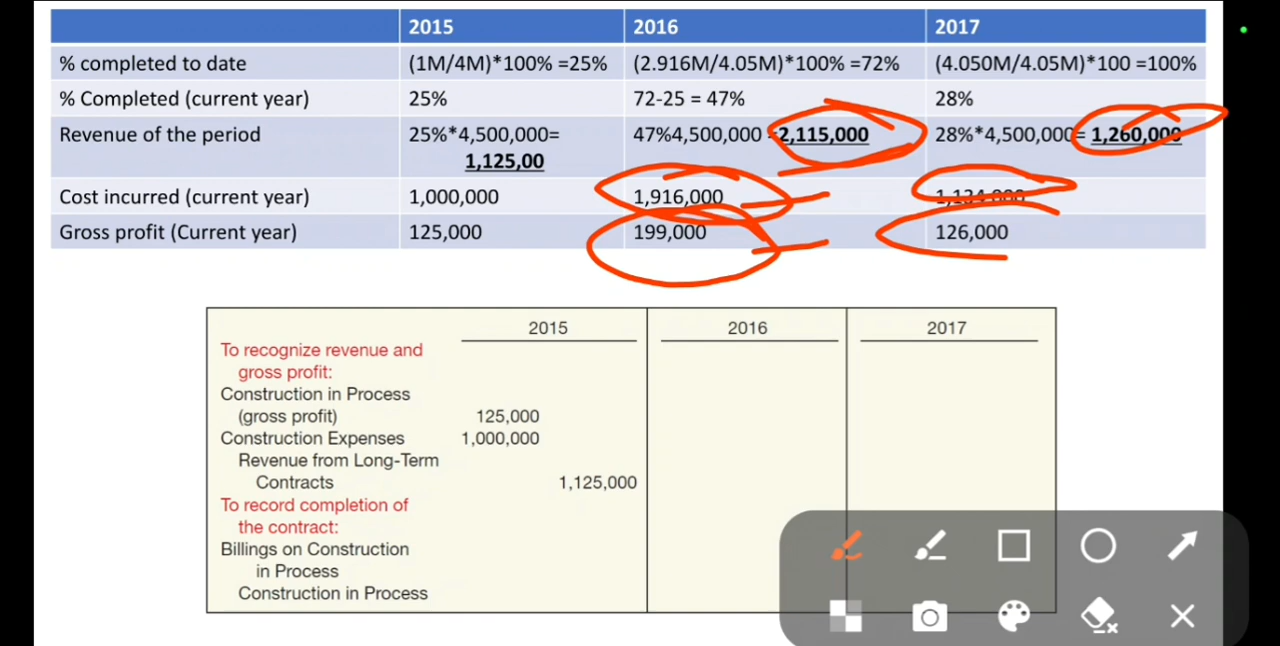 2015 2016 2017
% completed to date (1M/4M)*100% =25% (2.916M/4.05M)*100% =72% (4.050M/4.05M)*100 =100%
% Completed (current year) 25% 72-25 = 47% 28%
Revenue of the period 25%*4,500,000= 47%4,500,000 =2,115,000 28%*4,500,000= 1,260,000
1,125,00
Cost incurred (current year) 1,000,000 1,916,000 1,134,000
Gross profit (Current year) 125,000 199,000 126,000
2015 2016 2017
To recognize revenue and
gross profit:
Construction in Process
(gross profit) 125,000
Construction Expenses 1,000,000
Revenue from Long-Term
Contracts 1,125,000
To record completion of
the contract:
Billings on Construction
in Process
Construction in Process